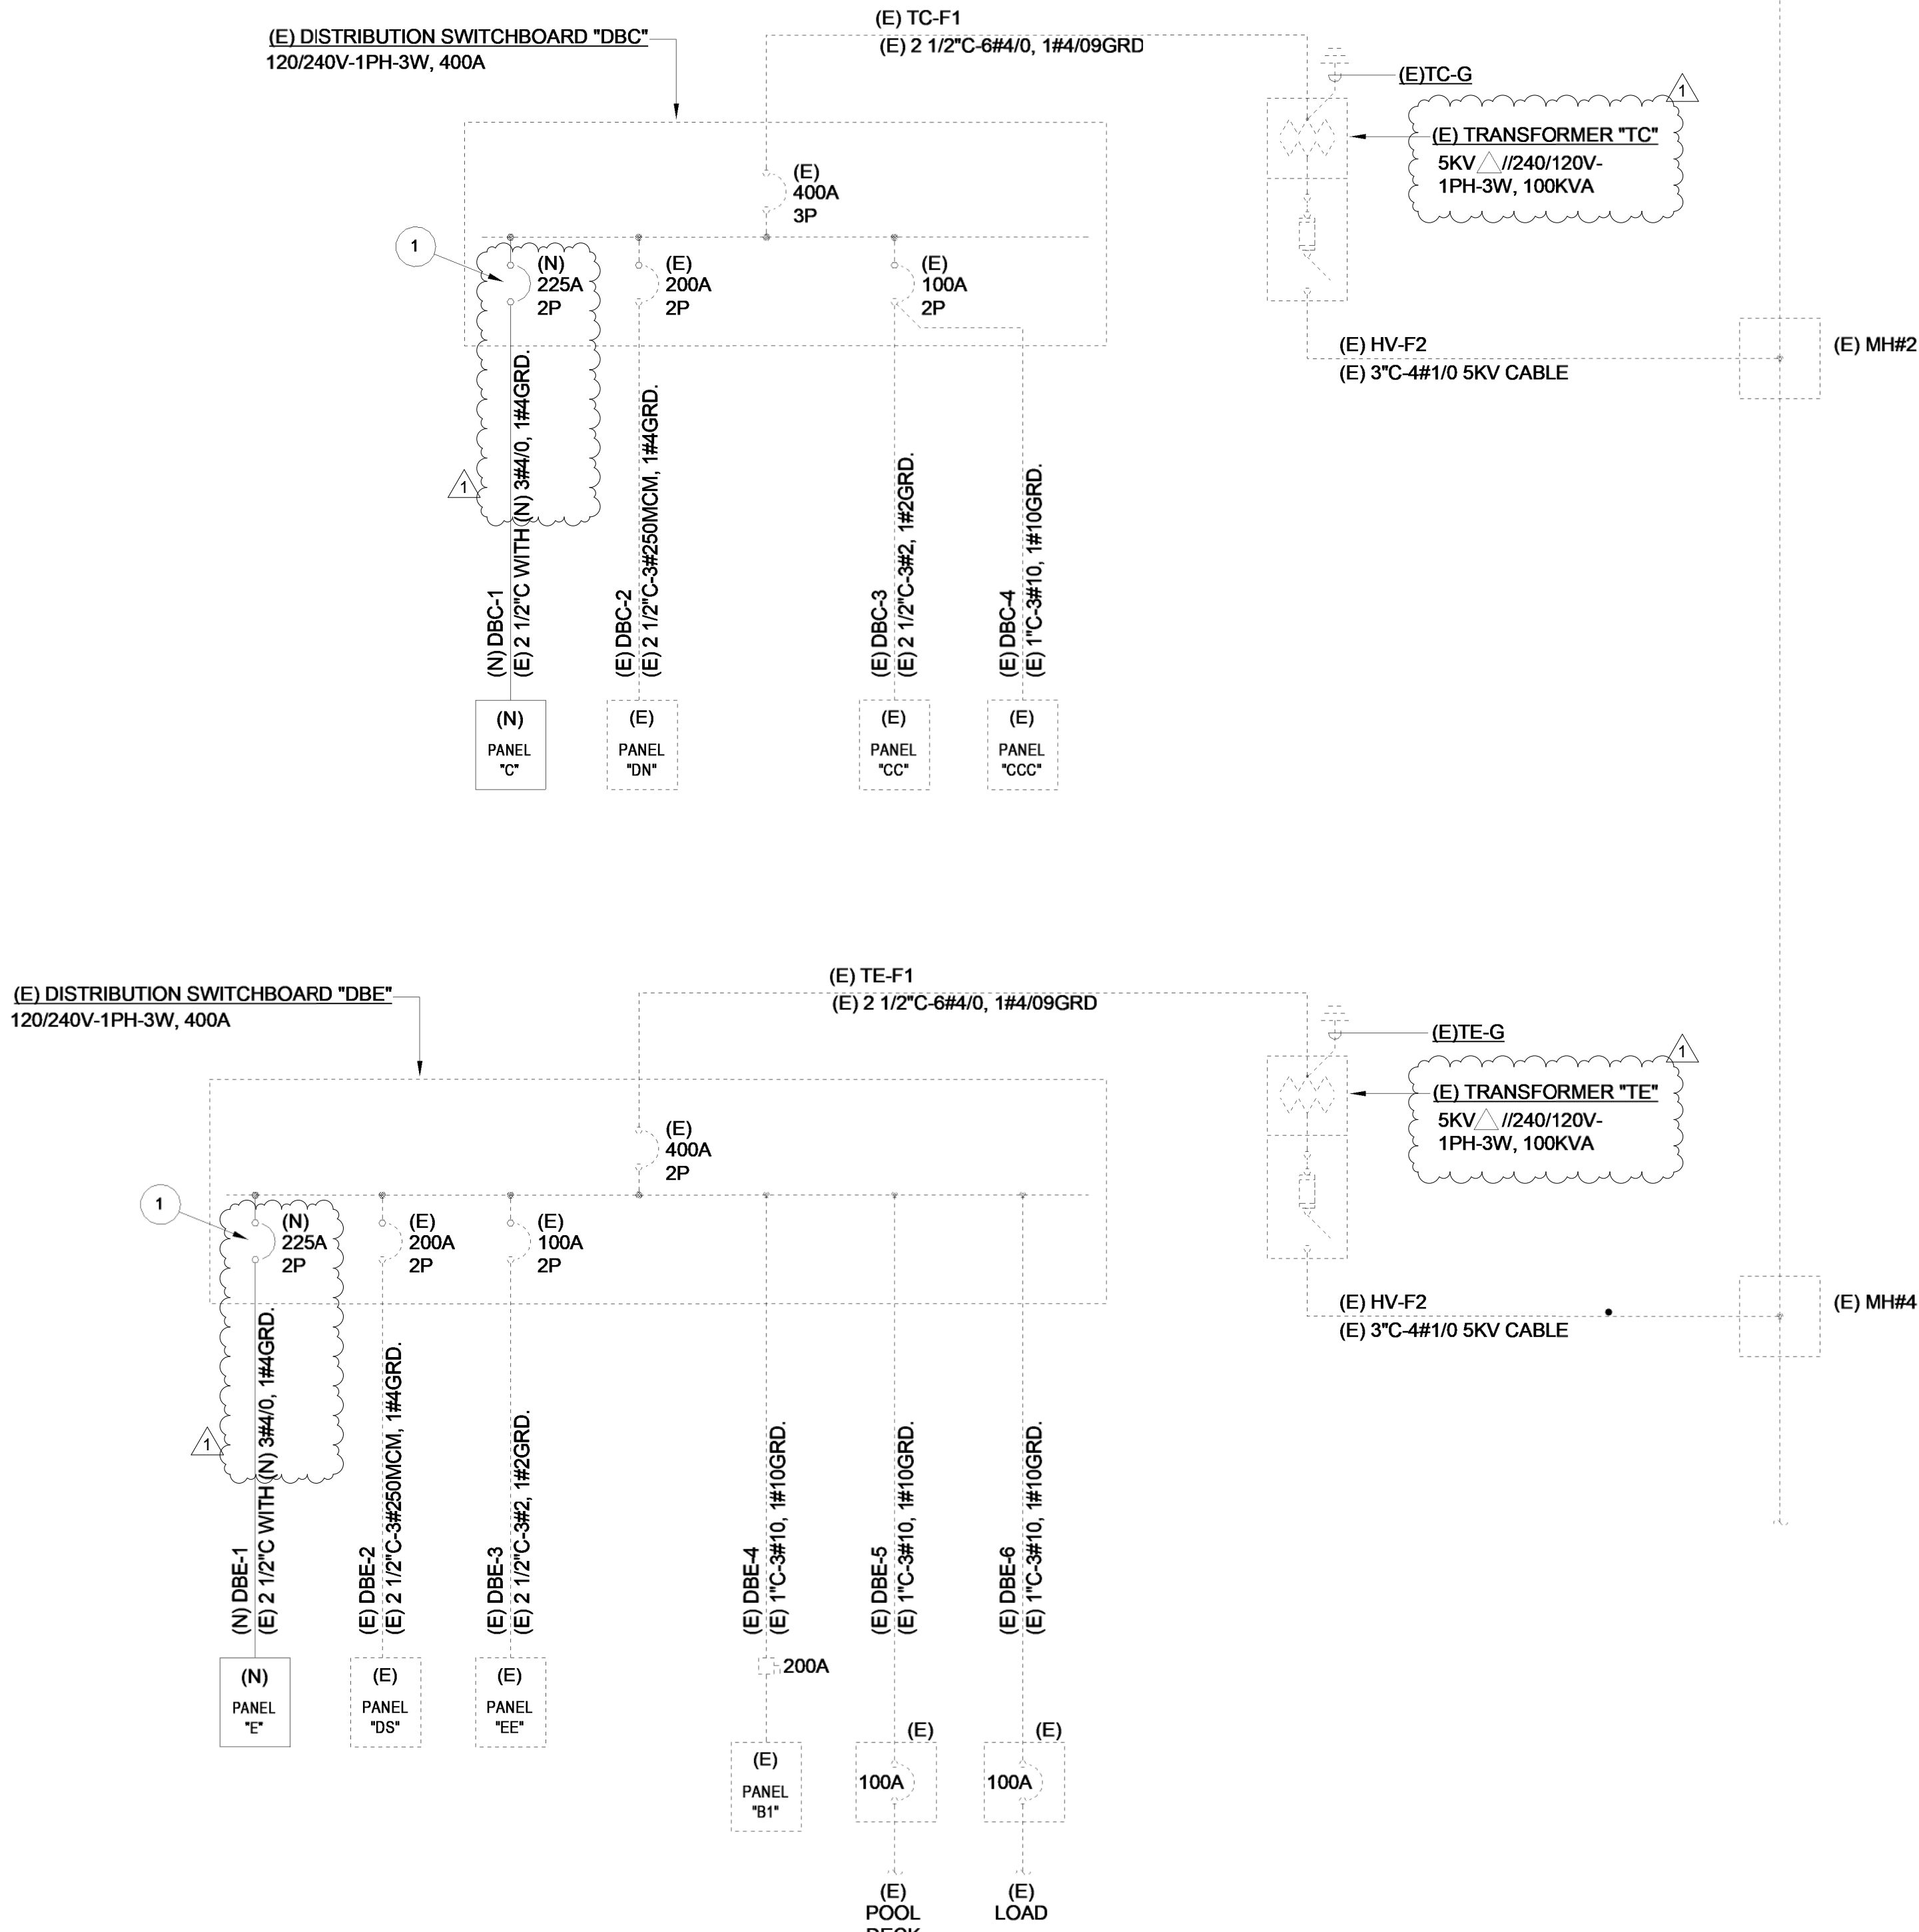 (E) TC-F1
(E) 2 1/2"C-6#4/0, 1#4/09GRD
(E) DISTRIBUTION SWITCHBOARD "DBC"
120/240V-1PH-3W, 400A
(E)TC-G
1
(E) TRANSFORMER "TC"
5KV //240/120V-
1PH-3W, 100KVA
(E)
400A
3P
1
(N)
225A
2P
(E)
200A
2P
(E)
100A
2P
(E) HV-F2
(E) 3"C-4#1/0 5KV CABLE
(E) MH#2
1
(N) DBC-1
(E) 2 1/2"C WITH (N) 3#4/0, 1#4GRD.
(E) DBC-2
(E) 2 1/2"C-3#250MCM, 1#4GRD.
(E) DBC-3
(E) 2 1/2"C-3#2, 1#2GRD.
(E) DBC-4
(E) 1"C-3#10, 1#10GRD.
(N)
PANEL
"C"
(E)
PANEL
"DN"
(E)
PANEL
"CC"
(E)
PANEL
"CCC"
(E) TE-F1
(E) 2 1/2"C-6#4/0, 1#4/09GRD
(E) DISTRIBUTION SWITCHBOARD "DBE"
120/240V-1PH-3W, 400A
(E)TE-G
1
(E) TRANSFORMER "TE"
5KV //240/120V-
1PH-3W, 100KVA
(E)
400A
2P
1
(N)
225A
2P
(E)
200A
2P
(E)
100A
2P
(E) HV-F2
(E) 3"C-4#1/0 5KV CABLE
(E) MH#4
1
(N) DBE-1
(E) 2 1/2"C WITH (N) 3#4/0, 1#4GRD.
(E) DBE-2
(E) 2 1/2"C-3#250MCM, 1#4GRD.
(E) DBE-3
(E) 2 1/2"C-3#2, 1#2GRD.
(E) DBE-4
(E) 1"C-3#10, 1#10GRD.
(E) DBE-5
(E) 1"C-3#10, 1#10GRD.
(E) DBE-6
(E) 1"C-3#10, 1#10GRD.
(N)
PANEL
"E"
(E)
PANEL
"DS"
(E)
PANEL
"EE"
200A
(E)
PANEL
"B1"
(E)
100A
(E)
100A
(E)
POOL
(E)
LOAD